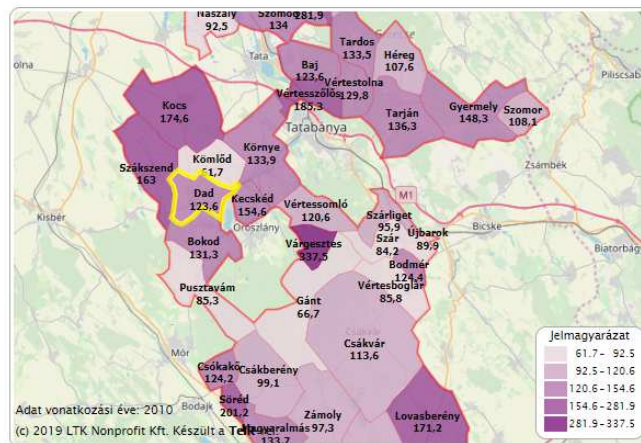 Naszály
92,5
Szomód
134
281,9
Tata
Tardos
133,5
Héreg
107,6
Baj
123,6
Vértestolna
129,8
Vértesszőlős
185,3
Tatabánya
Tarján
136,3
Gyermely
148,3
Szomor
108,1
Piliscsab
Zsámbék
Kocs
174,6
Környe
133,9
Kömlőd
61,7
Szákszend
163
Dad
123,6
Kecskéd
154,6
Oroszlány
Vértessomló
120,6
M1
Szárliget
95,9
Szár
84,2
Újbarok
89,9
Bicske
Biatorbág
Kisbér
Bokod
131,3
Várgesztes
337,5
Bodmér
124,4
Vértesboglár
85,8
Pusztavám
85,3
Gánt
66,7
Csákvár
Csákvár
113,6
Mór
Csókakő
124,2
Csákberény
99,1
Söréd
201,2
Bodajk
Zámoly
97,3
Magyaralmás
133,7
Lovasberény
171,2
Jelmagyarázat
61.7 - 92.5
92.5 - 120.6
120.6 - 154.6
154.6 - 281.9
281.9 - 337.5
Adat vonatkozási éve: 2010
(c) 2019 LTK Nonprofit Kft. Készült a